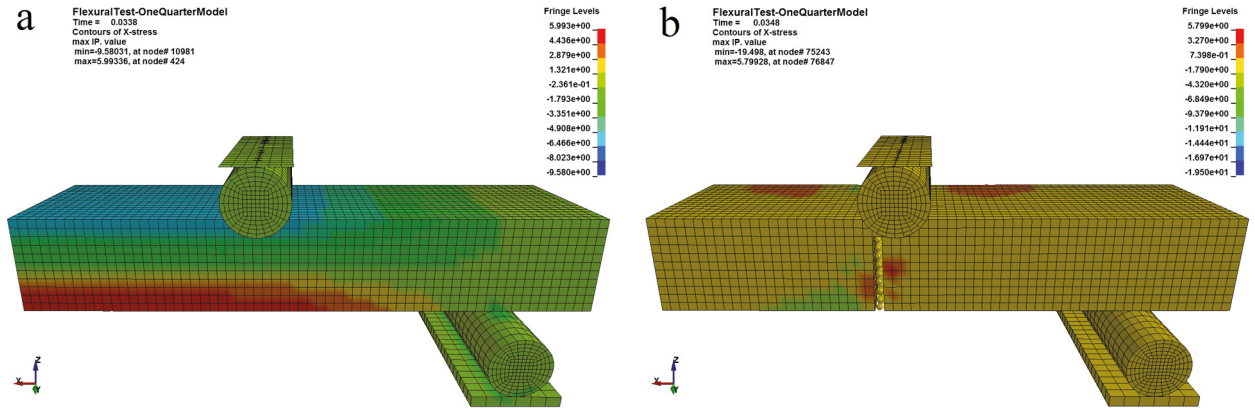 a
FlexuralTest-OneQuarterModel
Time = 0.0338
Contours of X-stress
max IP. value
min=-9.58031, at node# 10981
max=5.99336, at node# 424
Fringe Levels
5.993e+00
4.436e+00
2.879e+00
1.321e+00
-2.361e-01
-1.793e+00
-3.351e+00
-4.908e+00
-6.466e+00
-8.023e+00
-9.580e+00
Z
X
Y
b
FlexuralTest-OneQuarterModel
Time = 0.0348
Contours of X-stress
max IP. value
min=-19.498, at node# 75243
max=5.79928, at node# 76847
Fringe Levels
5.799e+00
3.270e+00
7.398e-01
-1.790e+00
-4.320e+00
-6.849e+00
-9.379e+00
-1.191e+01
-1.444e+01
-1.697e+01
-1.950e+01
Z
X
Y